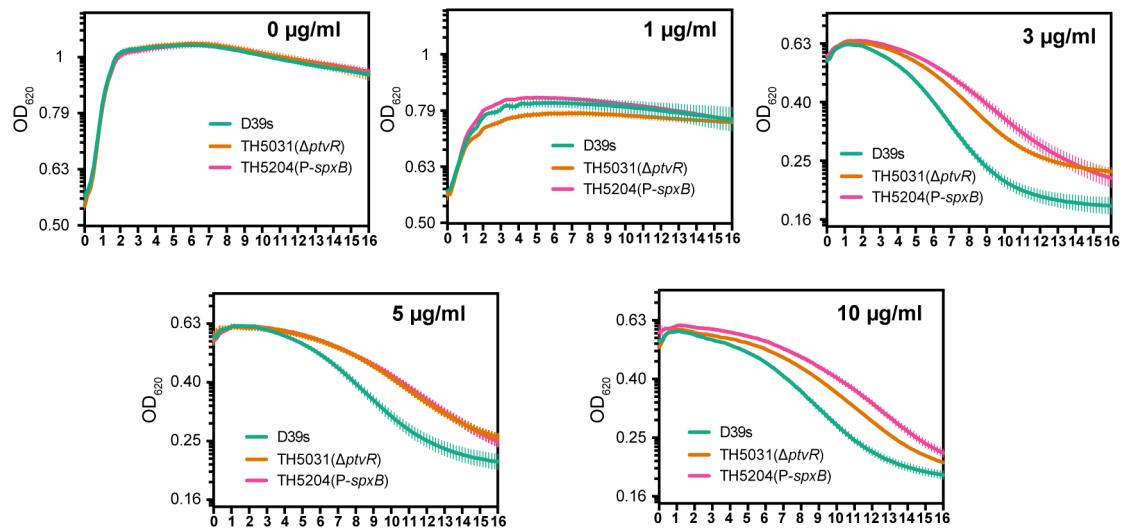 0 µg/ml
1
0.79
0.63
0.50
OD620
D39s
TH5031(ΔptvR)
TH5204(P-spxB)
0 1 2 3 4 5 6 7 8 9 10 11 12 13 14 15 16
1 µg/ml
1
0.79
0.63
0.50
OD620
D39s
TH5031(ΔptvR)
TH5204(P-spxB)
0 1 2 3 4 5 6 7 8 9 10 11 12 13 14 15 16
3 µg/ml
0.63
0.40
0.25
0.16
OD620
D39s
TH5031(ΔptvR)
TH5204(P-spxB)
0 1 2 3 4 5 6 7 8 9 10 11 12 13 14 15 16
5 µg/ml
0.63
0.40
0.25
0.16
OD620
D39s
TH5031(ΔptvR)
TH5204(P-spxB)
0 1 2 3 4 5 6 7 8 9 10 11 12 13 14 15 16
10 µg/ml
0.63
0.40
0.25
0.16
OD620
D39s
TH5031(ΔptvR)
TH5204(P-spxB)
0 1 2 3 4 5 6 7 8 9 10 11 12 13 14 15 16